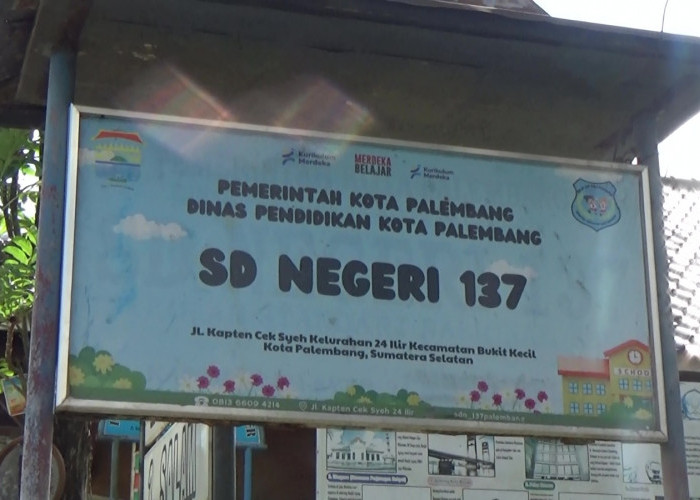 Kurikulum
Merdeka
MERDEKA
BELAJAR
Kurikulum
Merdeka
PEMERINTAH KOTA PALEMBANG
DINAS PENDIDIKAN KOTA PALEMBANG
SD NEGERI 137
JL. Kapten Cek Syeh Kelurahan 24 Ilir Kecamatan Bukit Kecil
Kota Palembang, Sumatera Selatan
SCHOOL
0813 6609 4214
JL. Kapten Cek Syeh 24 Ilir